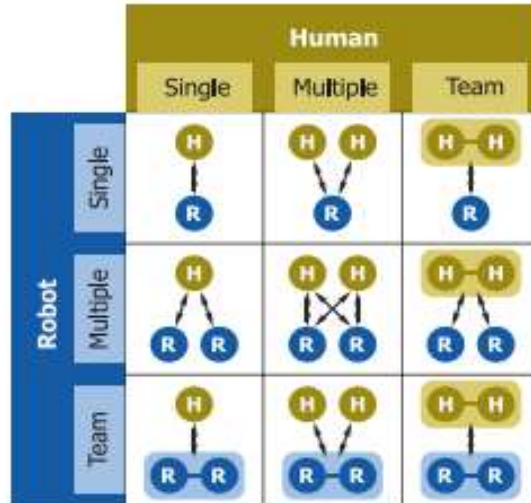 Human
Single Multiple Team
Robot
Single
H H H H H
R R R
Multiple
H H H H H
R R R R R R
Team
H H H H H
R R R R R R